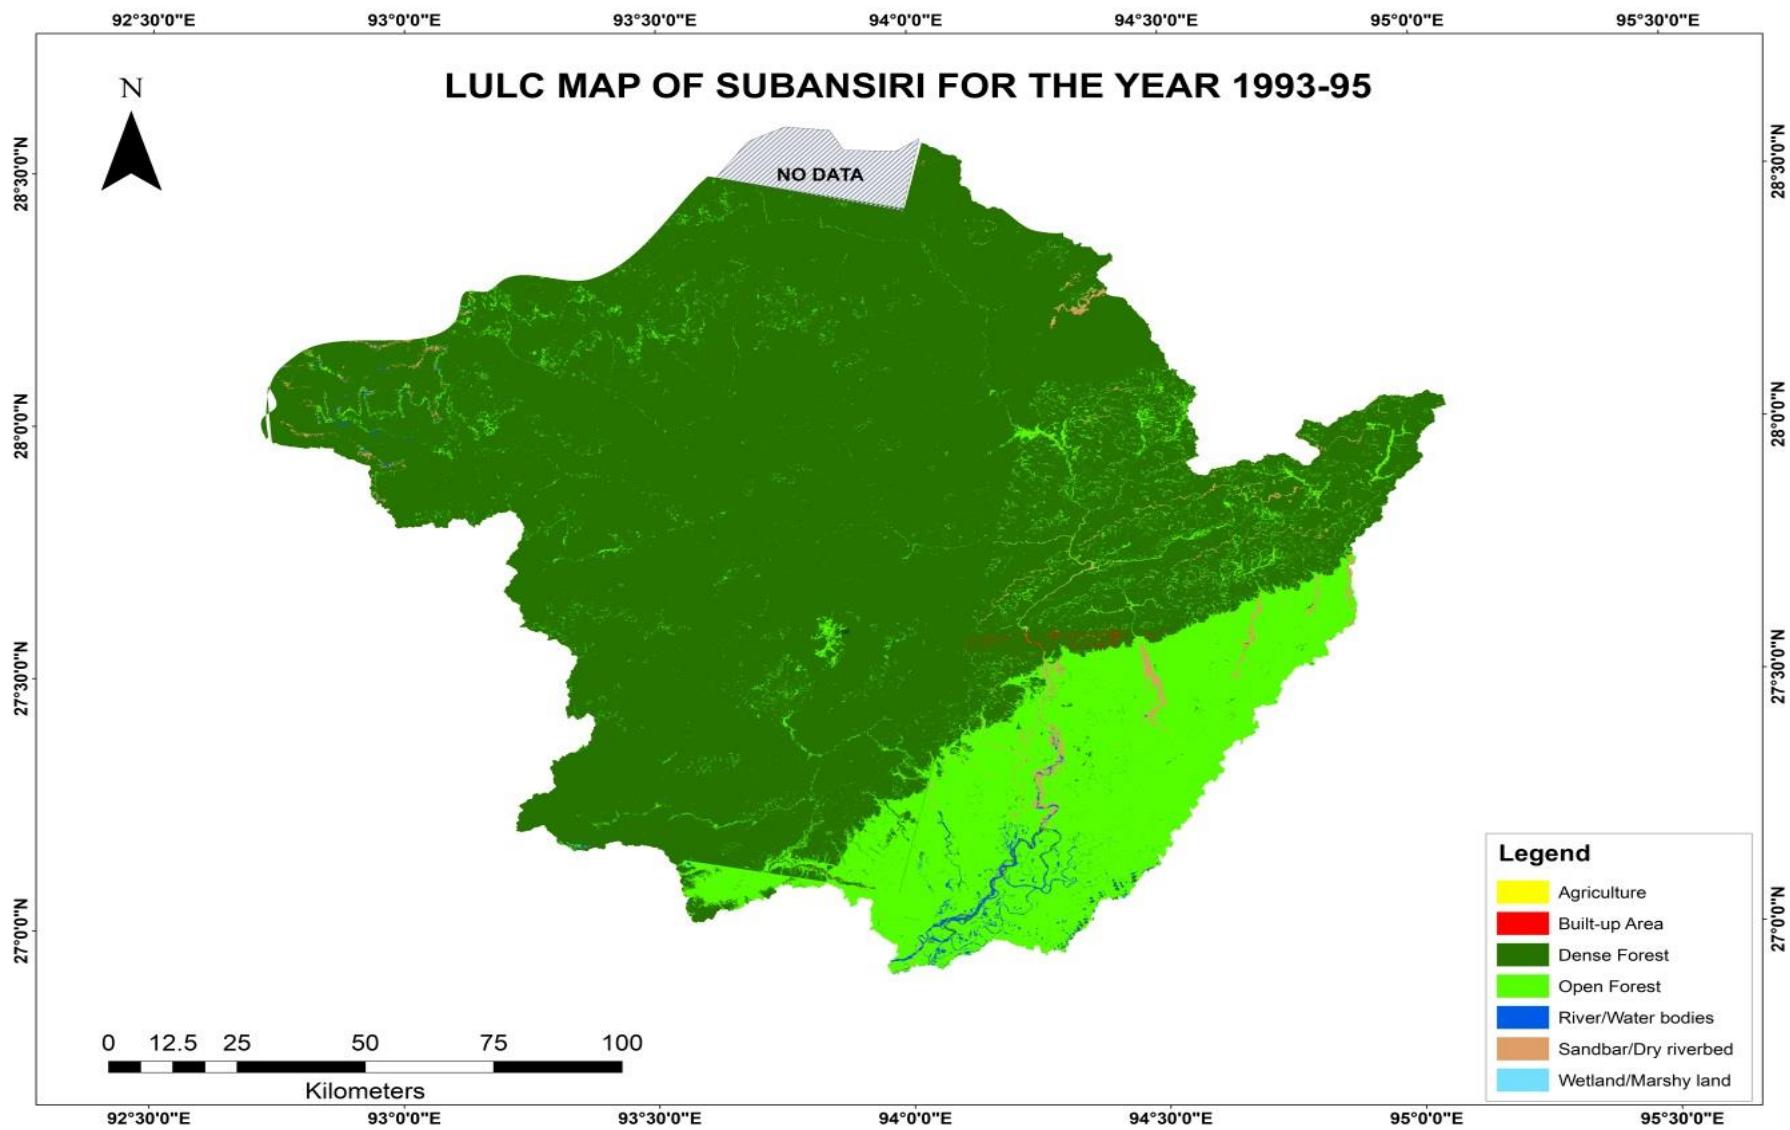 92°30'0"E 93°0'0"E 93°30'0"E 94°0'0"E 94°30'0"E 95°0'0"E 95°30'0"E
LULC MAP OF SUBANSIRI FOR THE YEAR 1993-95
N
NO DATA
28°30'0"N
28°0'0"N
27°30'0"N
27°0'0"N
28°30'0"N
28°0'0"N
27°30'0"N
27°0'0"N
Legend
Agriculture
Built-up Area
Dense Forest
Open Forest
River/Water bodies
Sandbar/Dry riverbed
Wetland/Marshy land
0 12.5 25 50 75 100
Kilometers
92°30'0"E 93°0'0"E 93°30'0"E 94°0'0"E 94°30'0"E 95°0'0"E 95°30'0"E